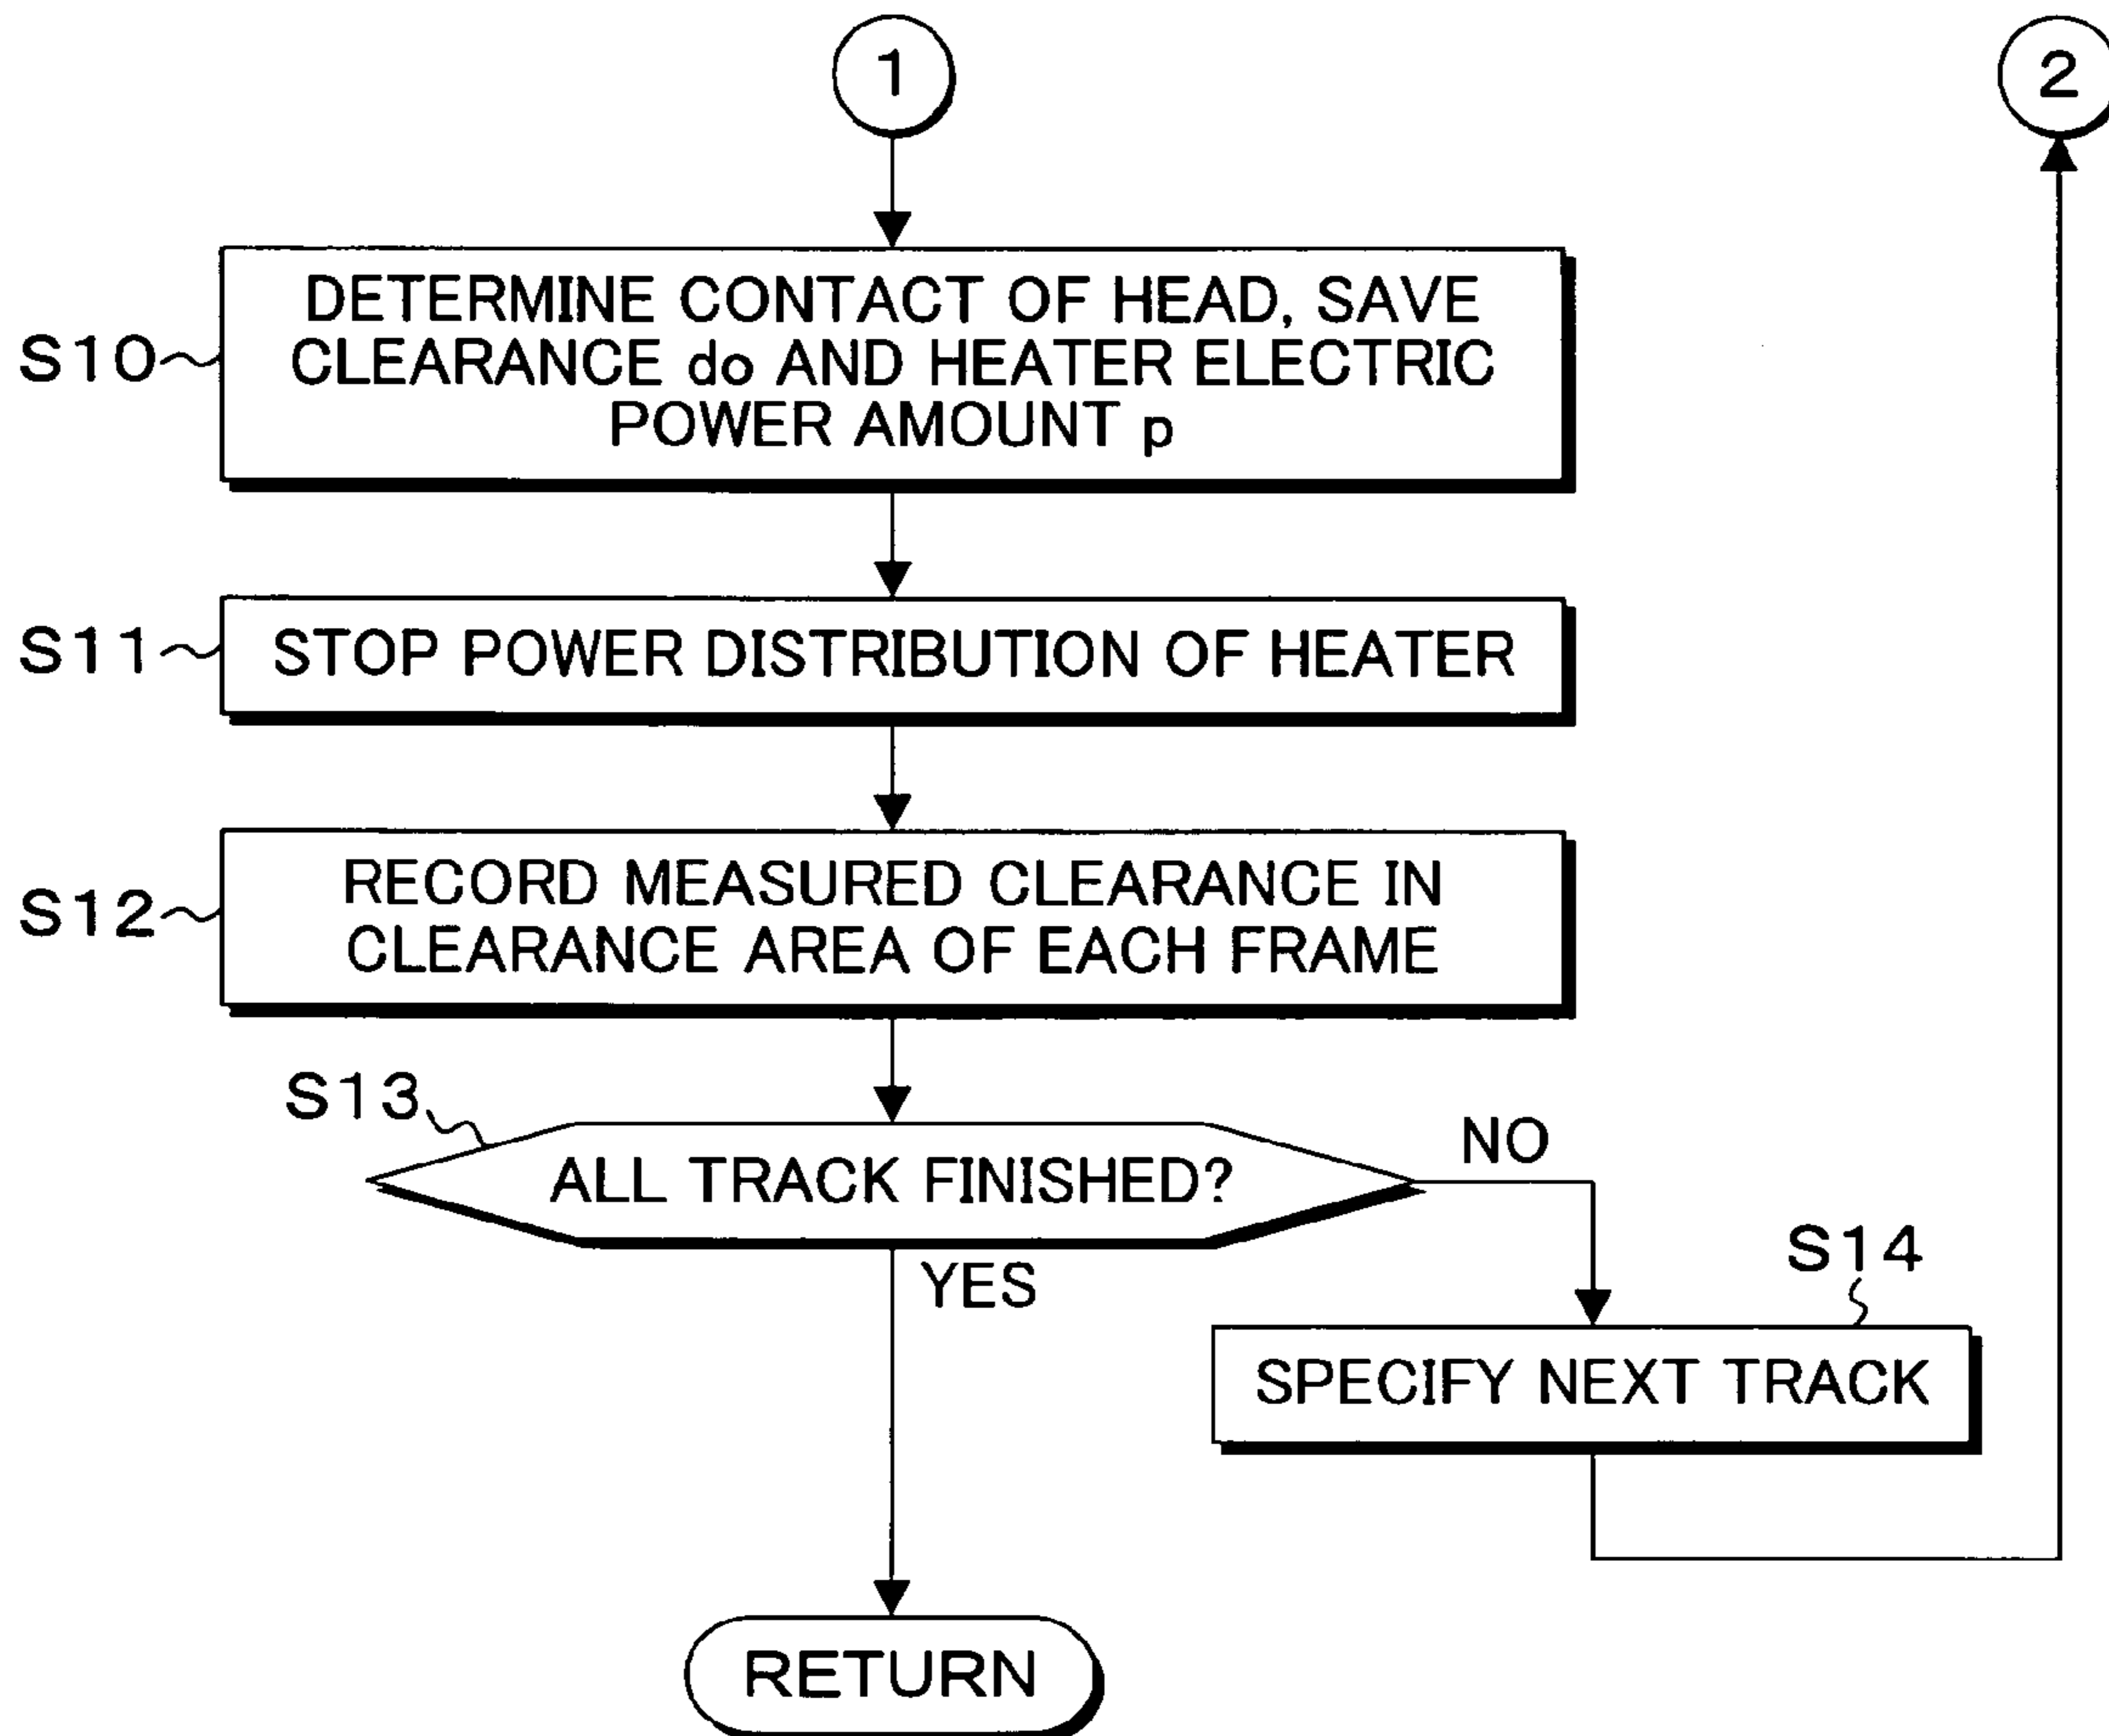 1
2
DETERMINE CONTACT OF HEAD, SAVE
CLEARANCE do AND HEATER ELECTRIC
POWER AMOUNT p
S10
STOP POWER DISTRIBUTION OF HEATER
S11
RECORD MEASURED CLEARANCE IN
CLEARANCE AREA OF EACH FRAME
S12
S13
ALL TRACK FINISHED?
NO
YES
S14
SPECIFY NEXT TRACK
RETURN